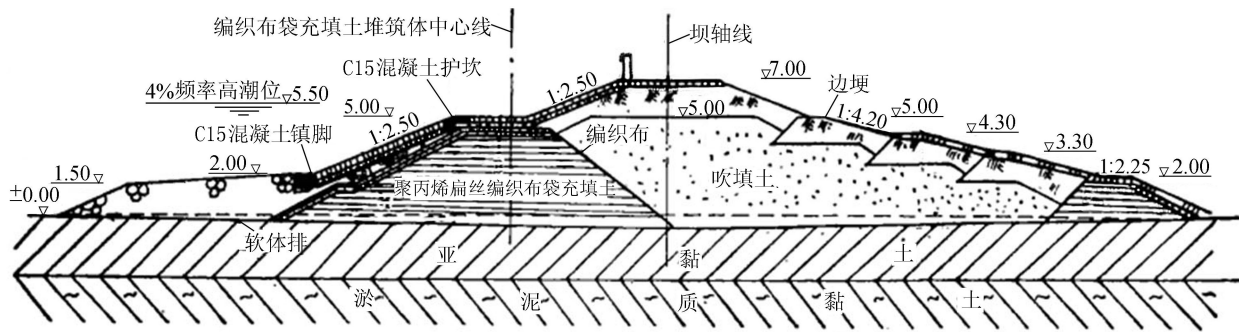 编织布袋充填土堆筑体中心线
坝轴线
C15混凝土护坎
4%频率高潮位 ▽5.50
5.00 ▽
1:2.50
▽7.00
边埂
C15混凝土镇脚
1:2.50
▽5.00
1:4.20
▽5.00
编织布
▽4.30
▽3.30
1.50 ▽
2.00 ▽
聚丙烯扁丝编织布袋充填土
吹填土
1:2.25
▽2.00
±0.00
▽
软体排
亚 黏 土
淤 泥 质 黏 土